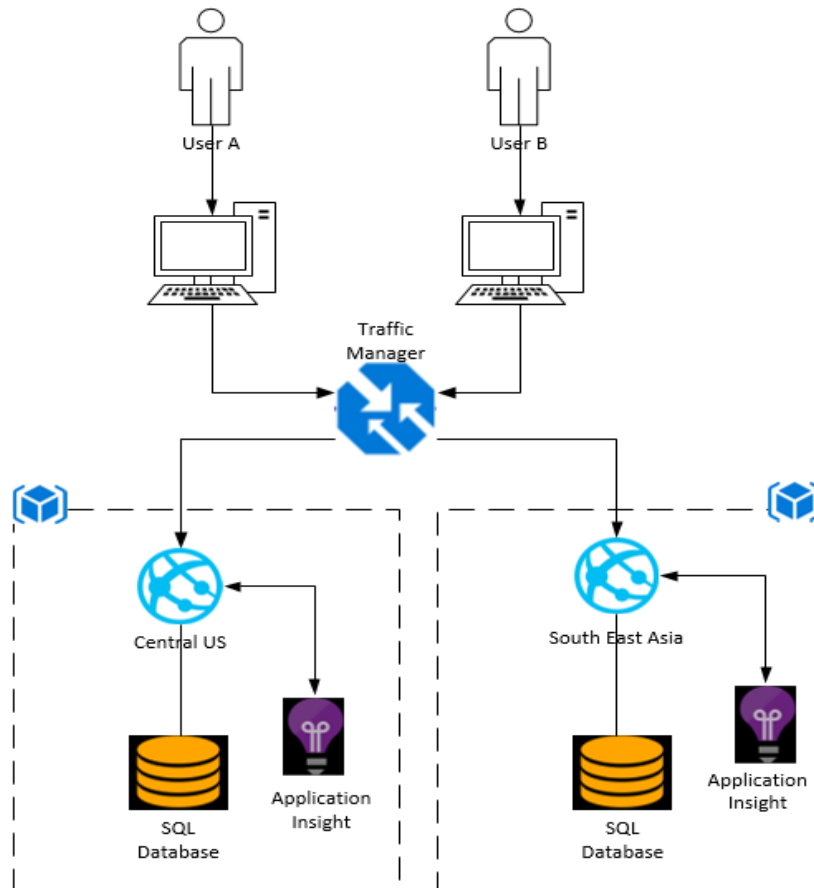 User A
User B
Traffic
Manager
Central US
South East Asia
Application
Insight
Application
Insight
SQL
Database
SQL
Database